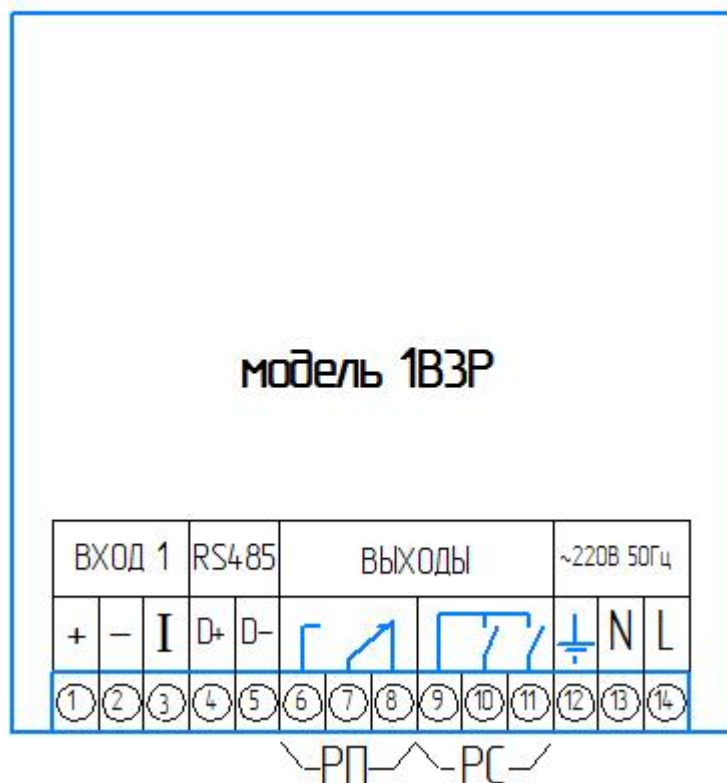 модель 1В3Р
ВХОД 1 RS485 ВЫХОДЫ ~220В 50Гц
+ − I D+ D− N L
1 2 3 4 5 6 7 8 9 10 11 12 13 14
РП РС